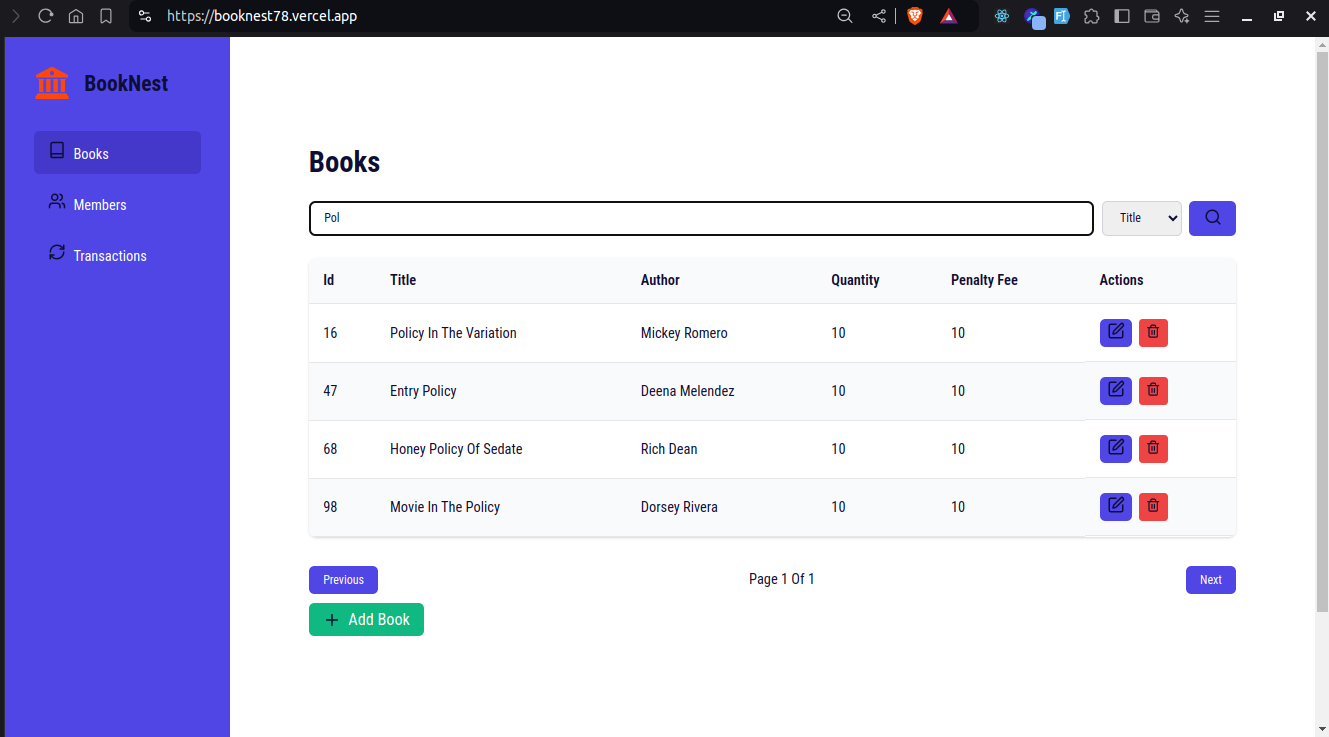 https://booknest78.vercel.app
BookNest
Books
Members
Transactions
Books
Pol Title
Id Title Author Quantity Penalty Fee Actions
16 Policy In The Variation Mickey Romero 10 10
47 Entry Policy Deena Melendez 10 10
68 Honey Policy Of Sedate Rich Dean 10 10
98 Movie In The Policy Dorsey Rivera 10 10
Previous Page 1 Of 1 Next
Add Book